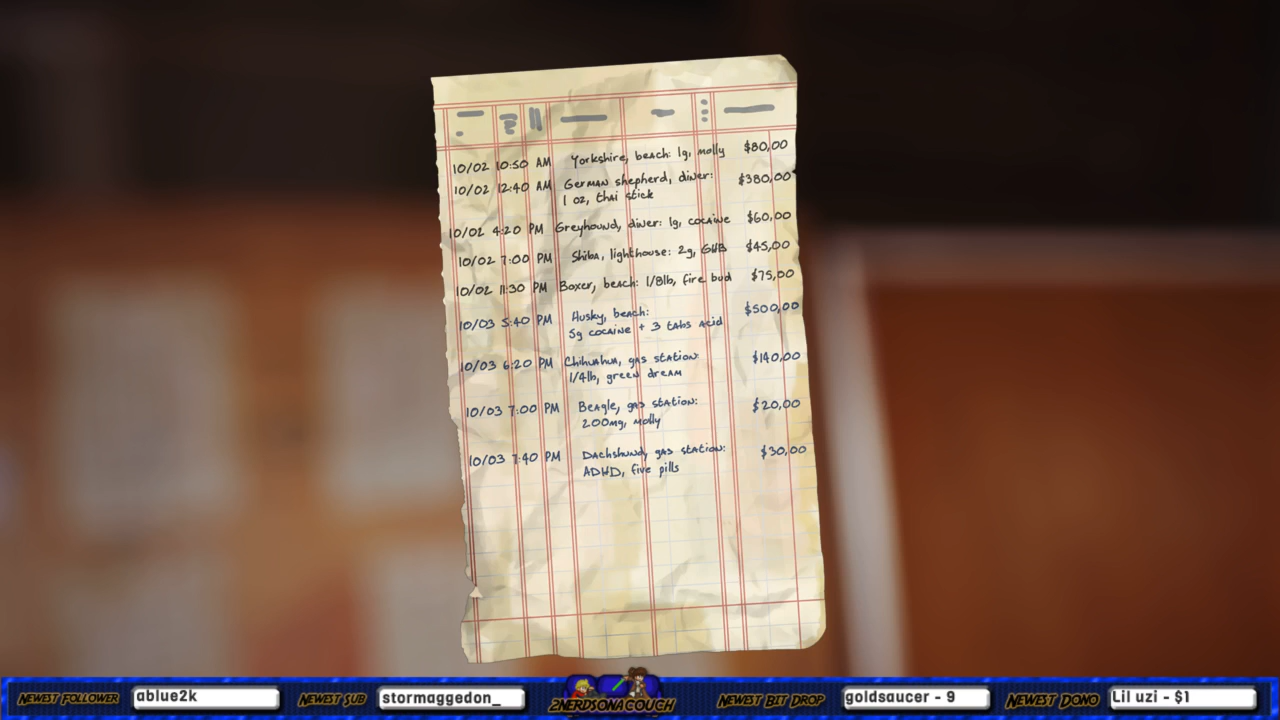 10/02 10:50 AM Yorkshire, beach: 1g, molly $80,00
10/02 12:40 AM German shepherd, diner: $380,00
1 oz, thai stick
10/02 4:20 PM Greyhound, diner: 1g, cocaine $60,00
10/02 7:00 PM Shiba, lighthouse: 2g, GHB $45,00
10/02 11:30 PM Boxer, beach: 1/8lb, fire bud $75,00
10/03 5:40 PM Husky, beach: $500,00
5g cocaine + 3 tabs acid
10/03 6:20 PM Chihuahua, gas station: $140,00
1/4lb, green dream
10/03 7:00 PM Beagle, gas station: $20,00
200mg, molly
10/03 7:40 PM Dachshund, gas station: $30,00
ADHD, five pills
NEWEST FOLLOWER ablue2k NEWEST SUB stormaggedon_ 2NERDSONACOUCH NEWEST BIT DROP goldsaucer - 9 NEWEST DONO Lil uzi - $1